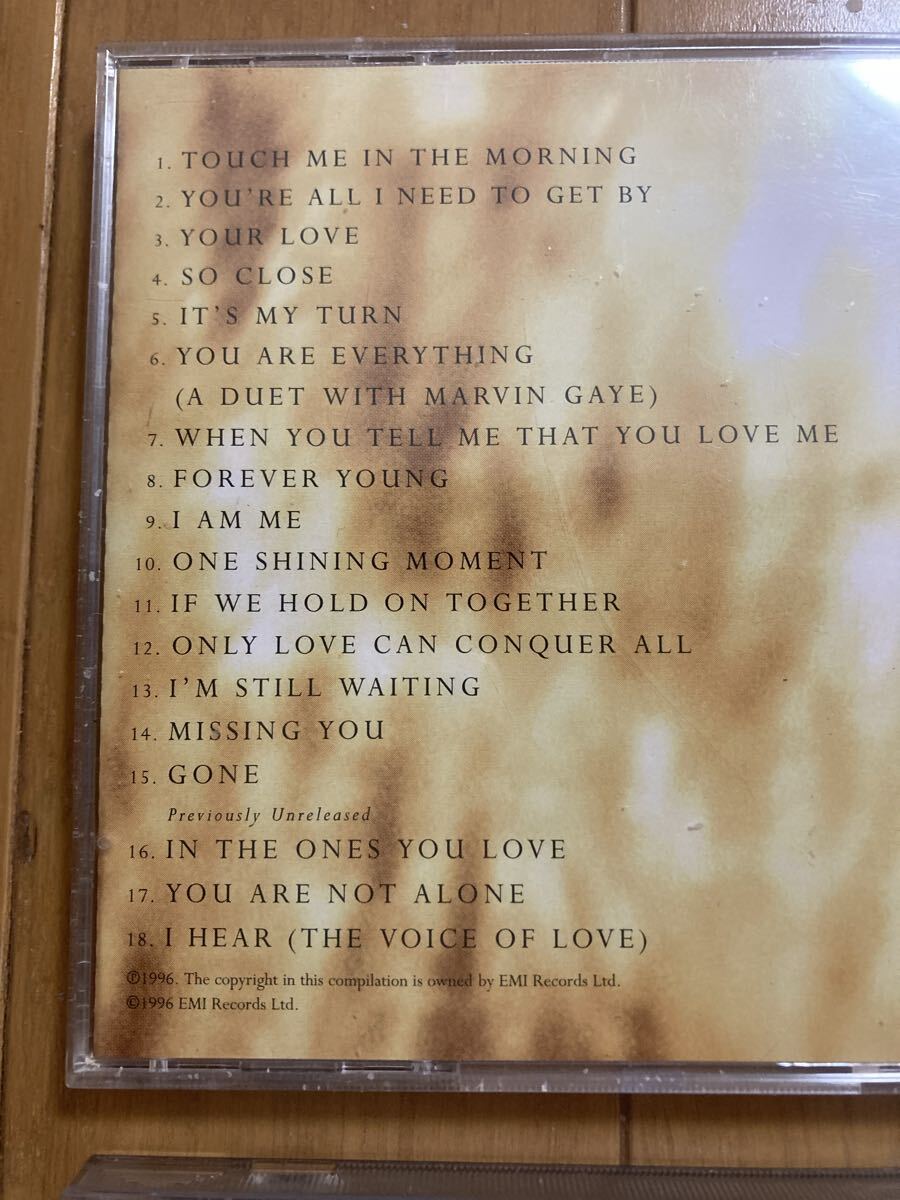 1. TOUCH ME IN THE MORNING
2. YOU'RE ALL I NEED TO GET BY
3. YOUR LOVE
4. SO CLOSE
5. IT'S MY TURN
6. YOU ARE EVERYTHING
(A DUET WITH MARVIN GAYE)
7. WHEN YOU TELL ME THAT YOU LOVE ME
8. FOREVER YOUNG
9. I AM ME
10. ONE SHINING MOMENT
11. IF WE HOLD ON TOGETHER
12. ONLY LOVE CAN CONQUER ALL
13. I'M STILL WAITING
14. MISSING YOU
15. GONE
Previously Unreleased
16. IN THE ONES YOU LOVE
17. YOU ARE NOT ALONE
18. I HEAR (THE VOICE OF LOVE)
℗1996. The copyright in this compilation is owned by EMI Records Ltd.
©1996 EMI Records Ltd.